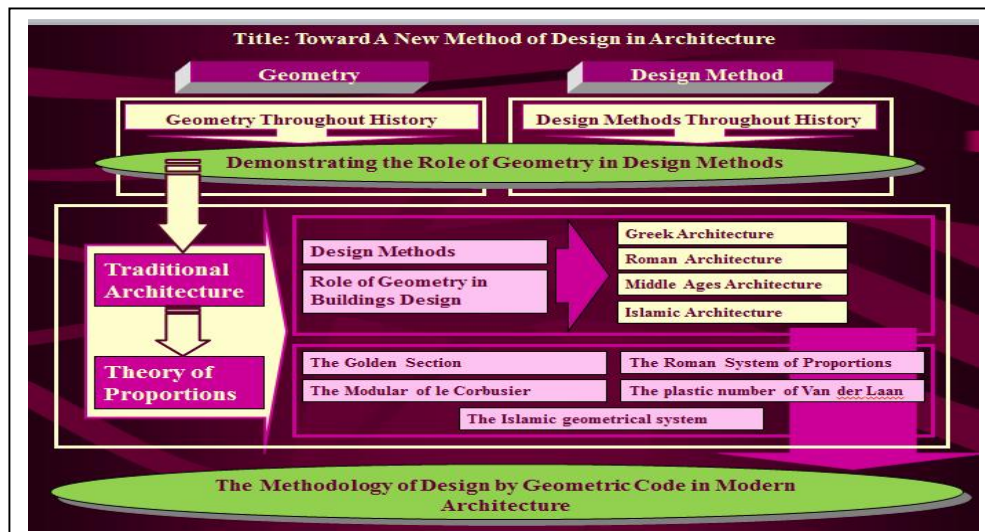 Title: Toward A New Method of Design in Architecture
Geometry
Design Method
Geometry Throughout History
Design Methods Throughout History
Demonstrating the Role of Geometry in Design Methods
Traditional
Architecture
Design Methods
Role of Geometry in
Buildings Design
Greek Architecture
Roman Architecture
Middle Ages Architecture
Islamic Architecture
Theory of
Proportions
The Golden Section
The Roman System of Proportions
The Modular of le Corbusier
The plastic number of Van der Laan
The Islamic geometrical system
The Methodology of Design by Geometric Code in Modern
Architecture